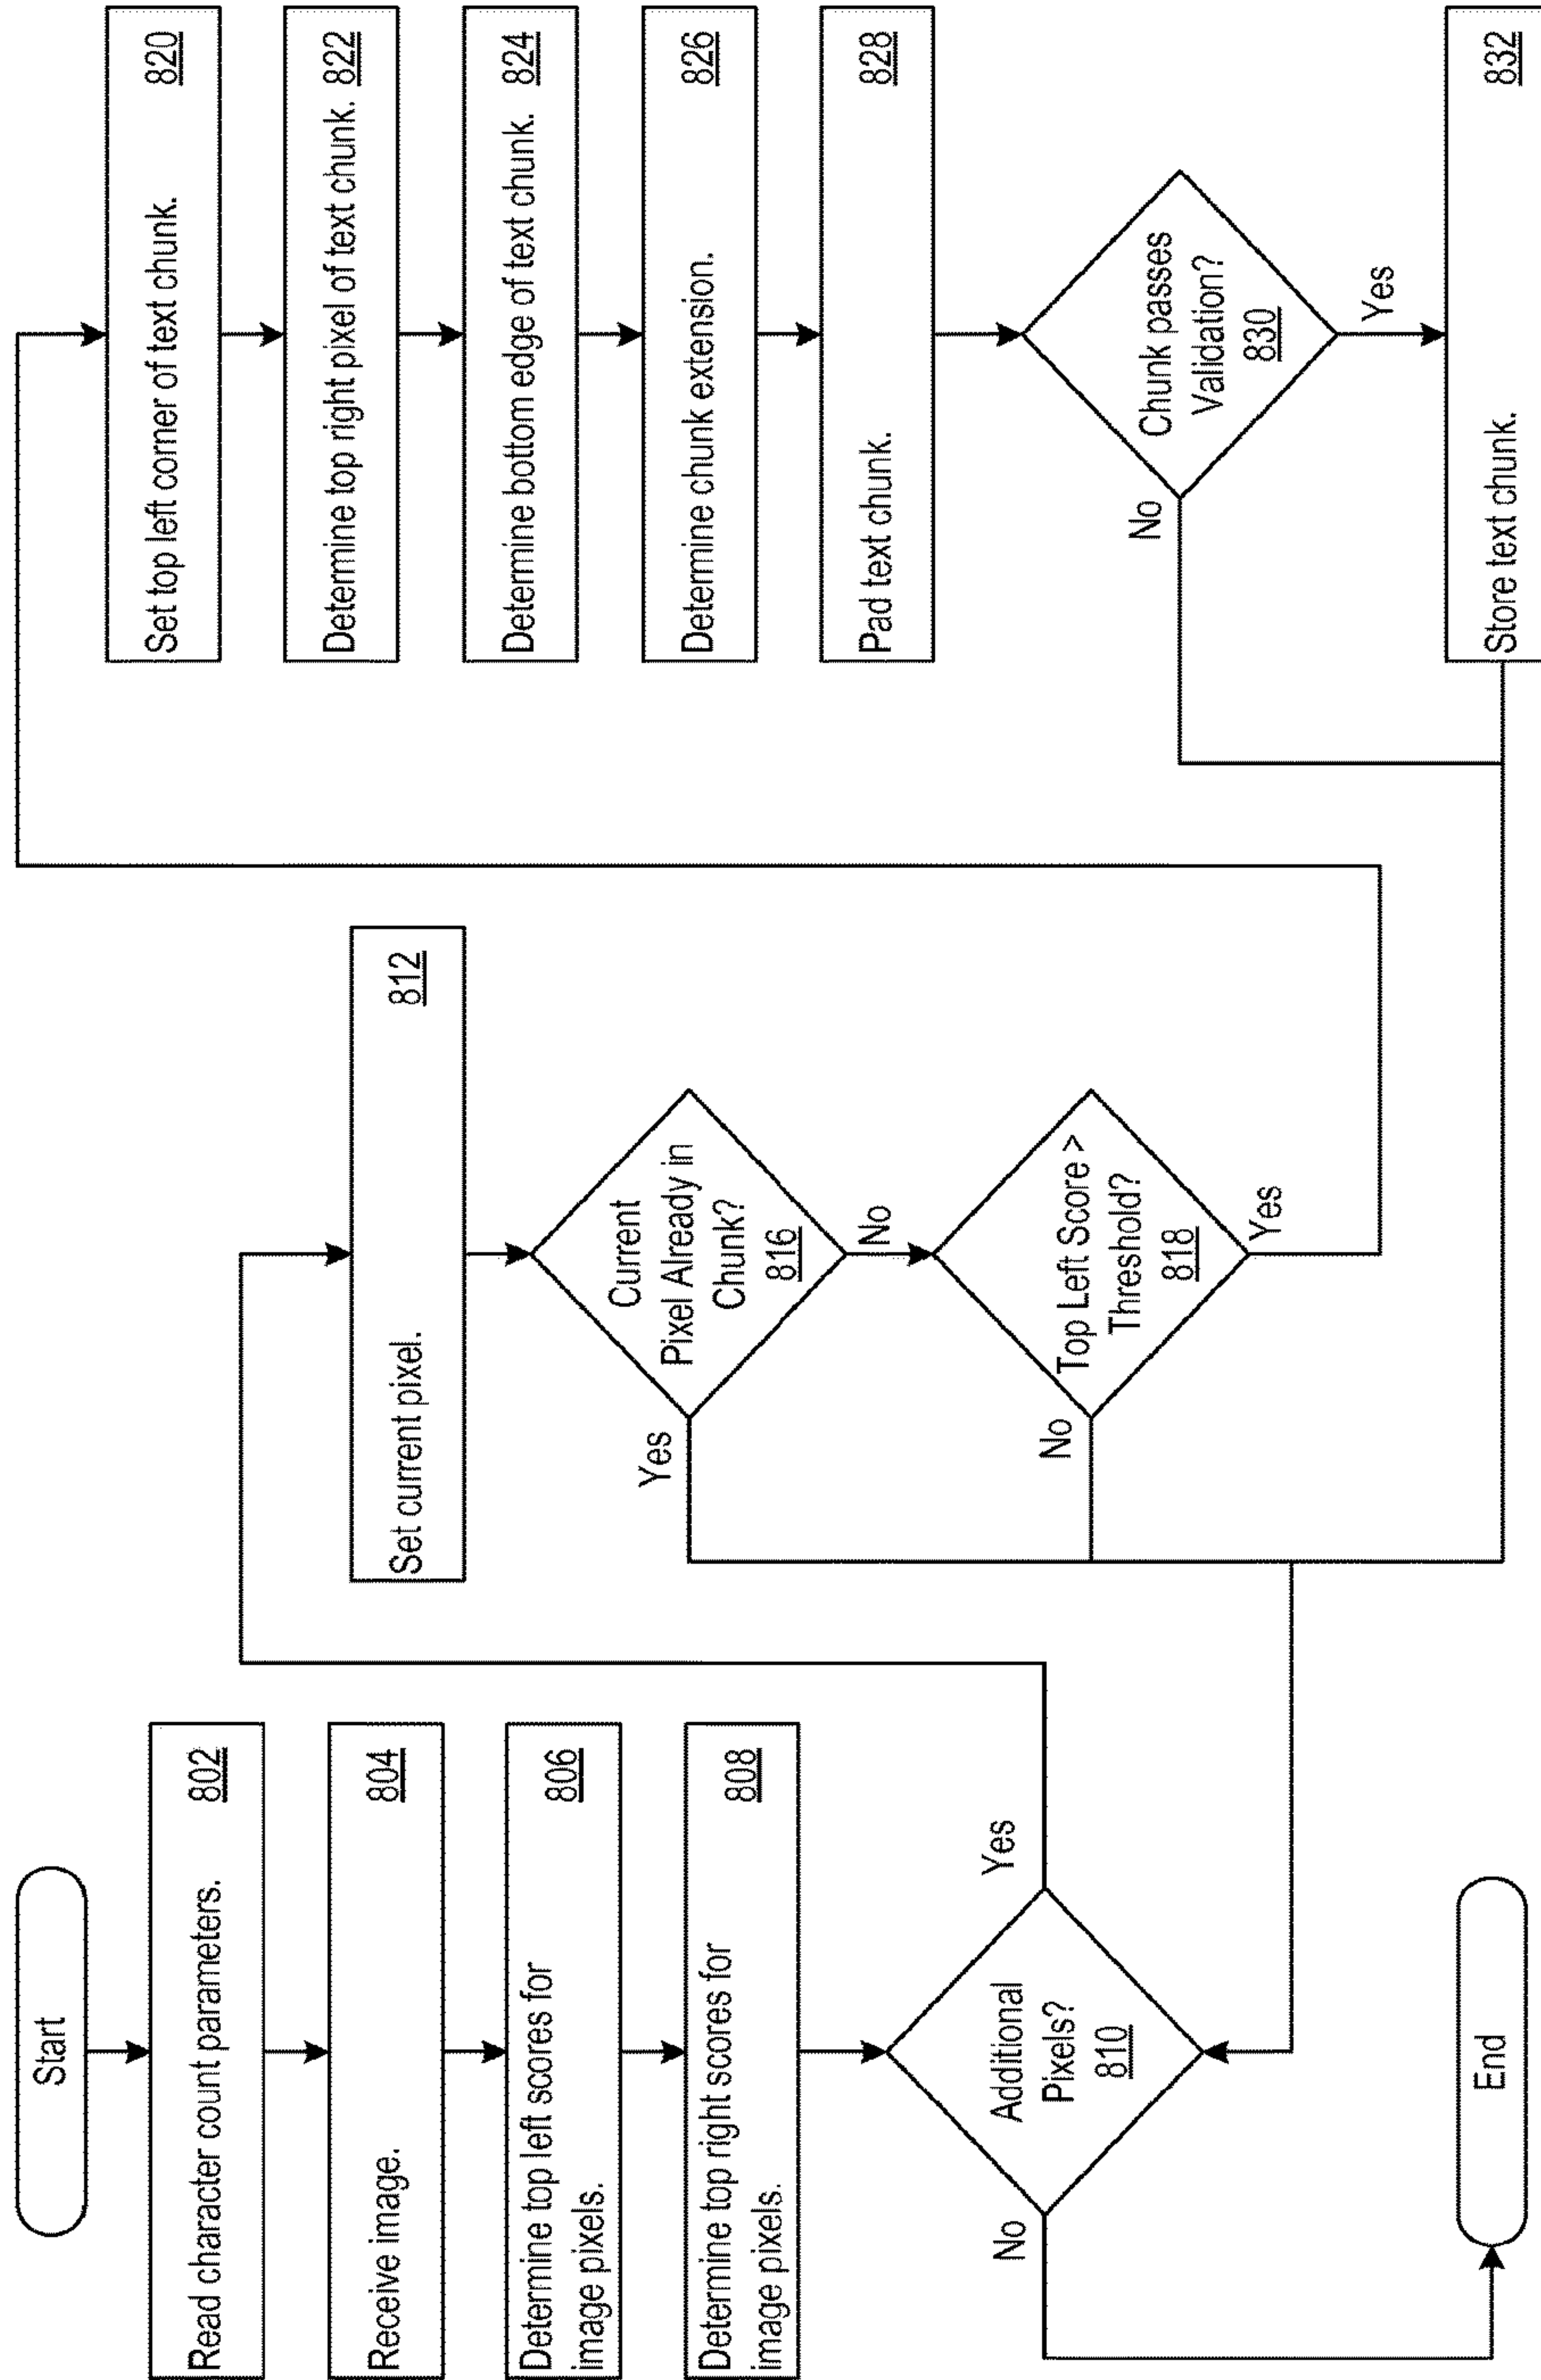 Start
Read character count parameters. 802
Receive image. 804
Determine top left scores for
image pixels. 806
Determine top right scores for
image pixels. 808
Additional
Pixels?
810
Yes
No
End
Set current pixel. 812
Current
Pixel Already in
Chunk?
816
Yes
No
Top Left Score >
Threshold?
818
No
Yes
Set top left corner of text chunk. 820
Determine top right pixel of text chunk. 822
Determine bottom edge of text chunk. 824
Determine chunk extension. 826
Pad text chunk. 828
Chunk passes
Validation?
830
No
Yes
Store text chunk. 832